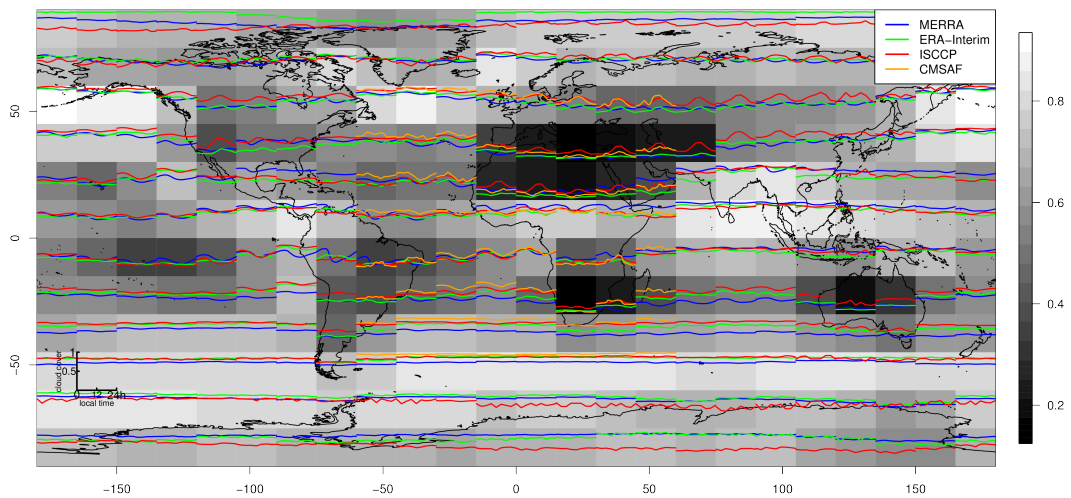 MERRA
ERA−Interim
ISCCP
CMSAF
50
0
−50
0.8
0.6
0.4
0.2
cloud cover
1
0.5
0 12 24h
local time
−150 −100 −50 0 50 100 150